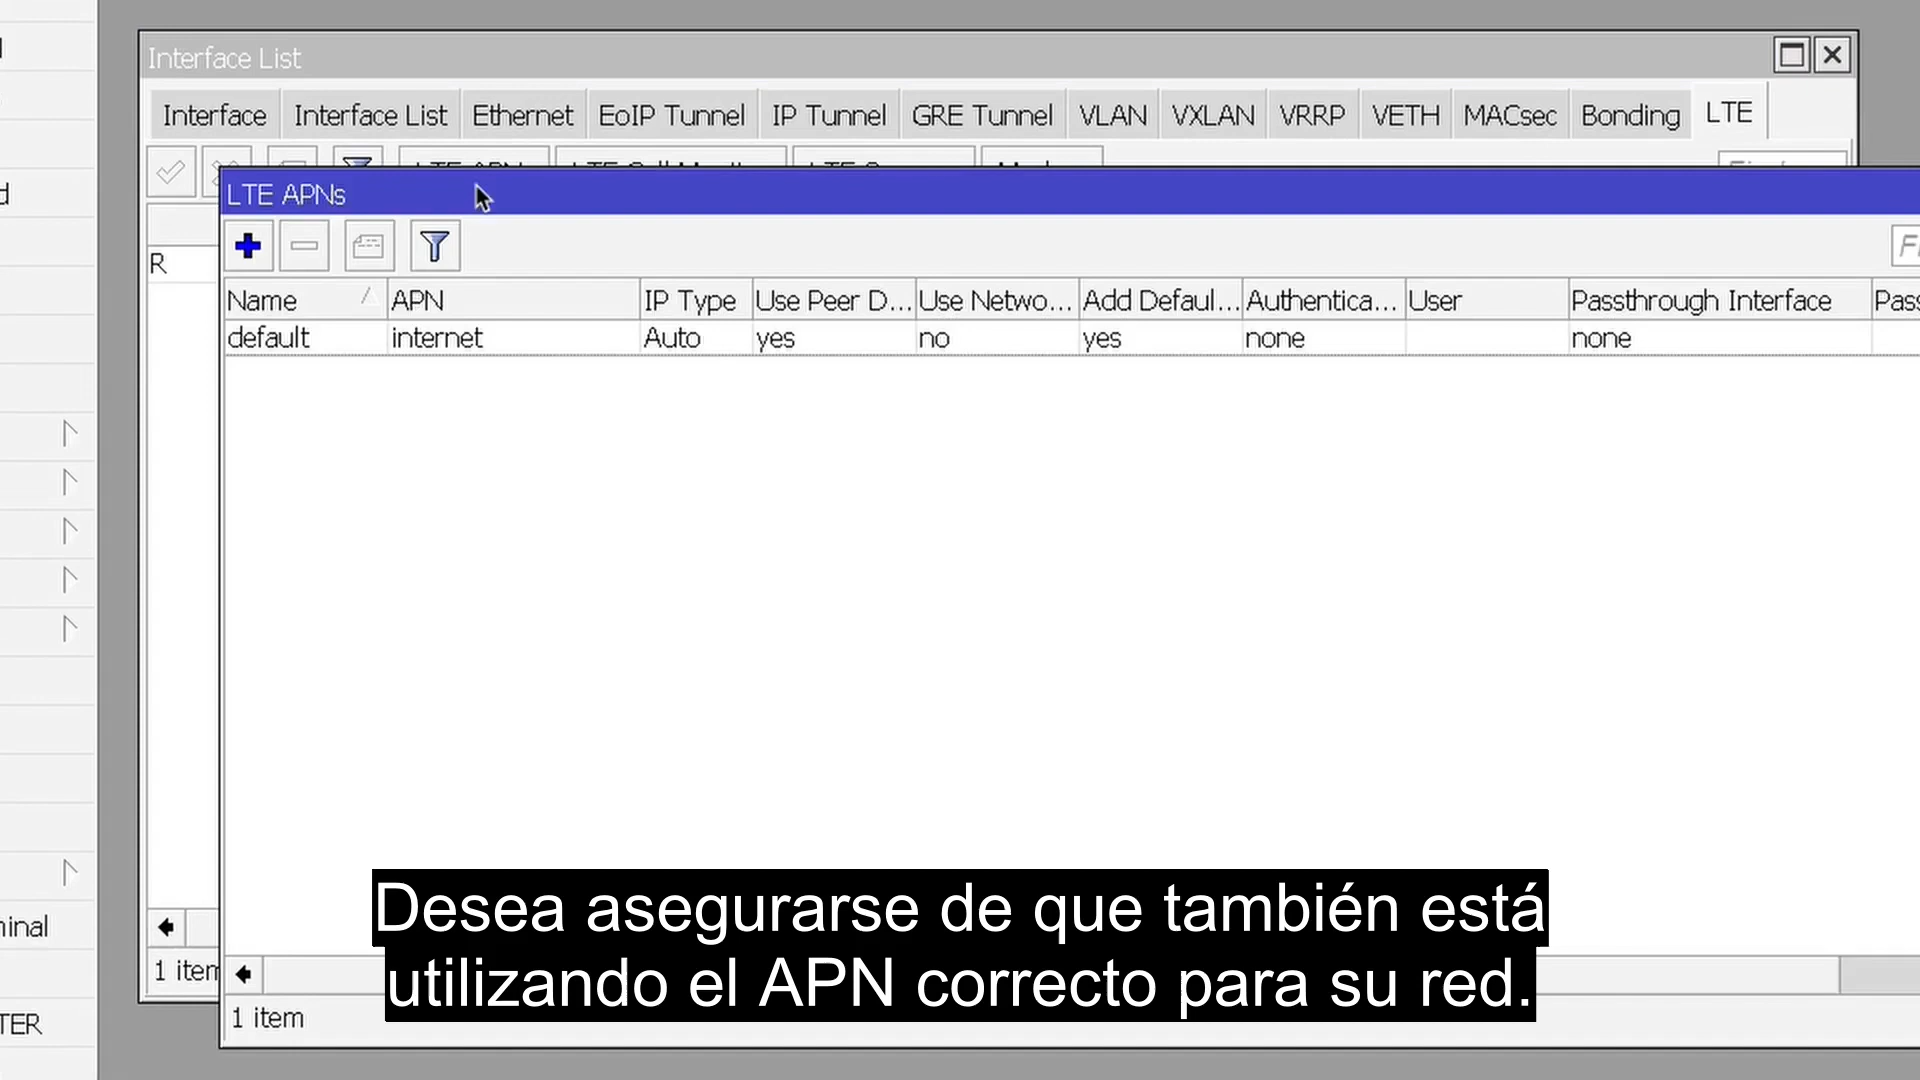 Interface List
Interface Interface List Ethernet EoIP Tunnel IP Tunnel GRE Tunnel VLAN VXLAN VRRP VETH MACsec Bonding LTE
LTE APNs
R
Name APN IP Type Use Peer D... Use Netwo... Add Defaul... Authentica... User Passthrough Interface
default internet Auto yes no yes none none
Desea asegurarse de que también está
utilizando el APN correcto para su red.
1 item